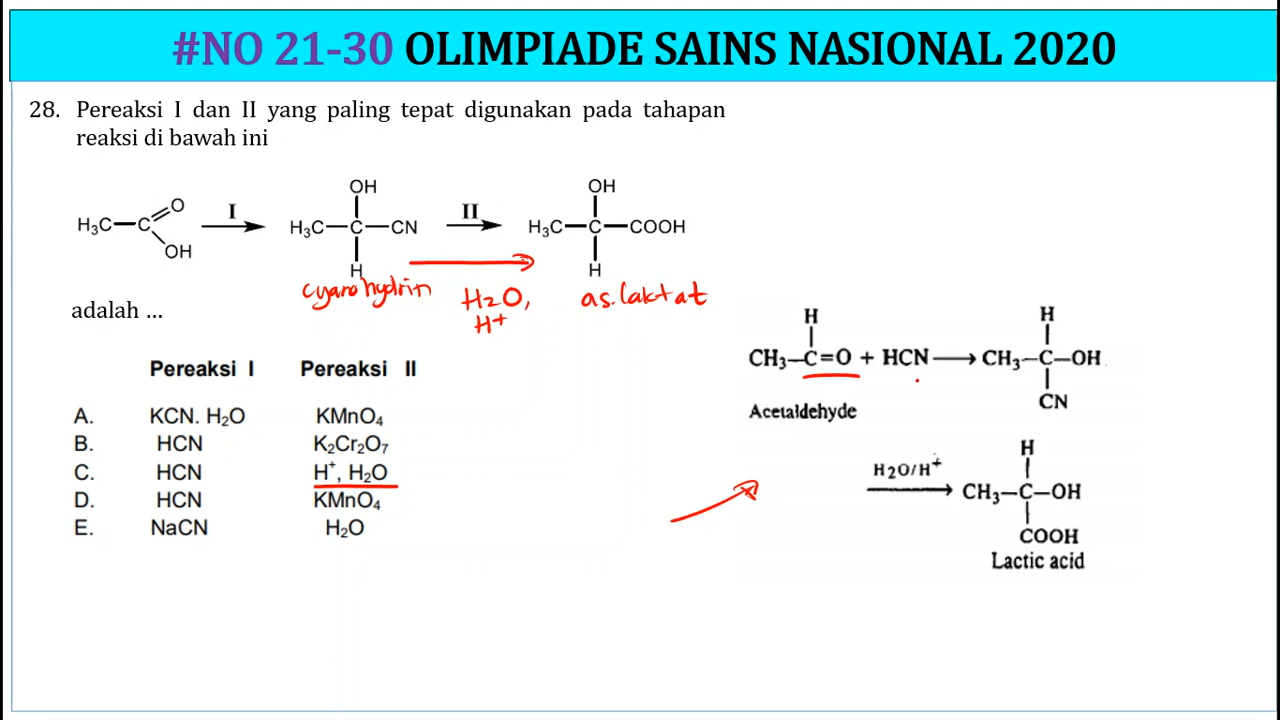 #NO 21-30 OLIMPIADE SAINS NASIONAL 2020
28. Pereaksi I dan II yang paling tepat digunakan pada tahapan
reaksi di bawah ini
OH OH
H₃C—C O I H₃C—C—CN II H₃C—C—COOH
OH H H
cyanohydrin H₂O, as. laktat
H+
adalah ...
Pereaksi I Pereaksi II
A. KCN. H₂O KMnO₄
B. HCN K₂Cr₂O₇
C. HCN H⁺, H₂O
D. HCN KMnO₄
E. NaCN H₂O
H H
CH₃—C=O + HCN ⟶ CH₃—C—OH
CN
Acetaldehyde
H
H₂O/H⁺ CH₃—C—OH
COOH
Lactic acid